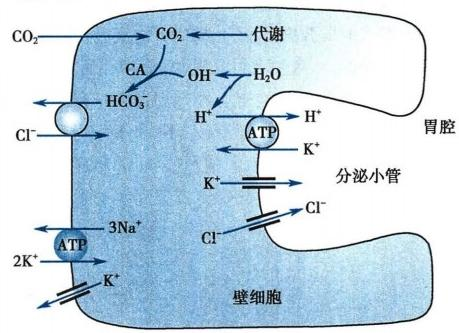 CO₂
CO₂
代谢
CA
OH⁻
H₂O
HCO₃⁻
H⁺
H⁺
胃腔
Cl⁻
ATP
K⁺
K⁺
分泌小管
Cl⁻
Cl⁻
3Na⁺
ATP
2K⁺
K⁺
壁细胞